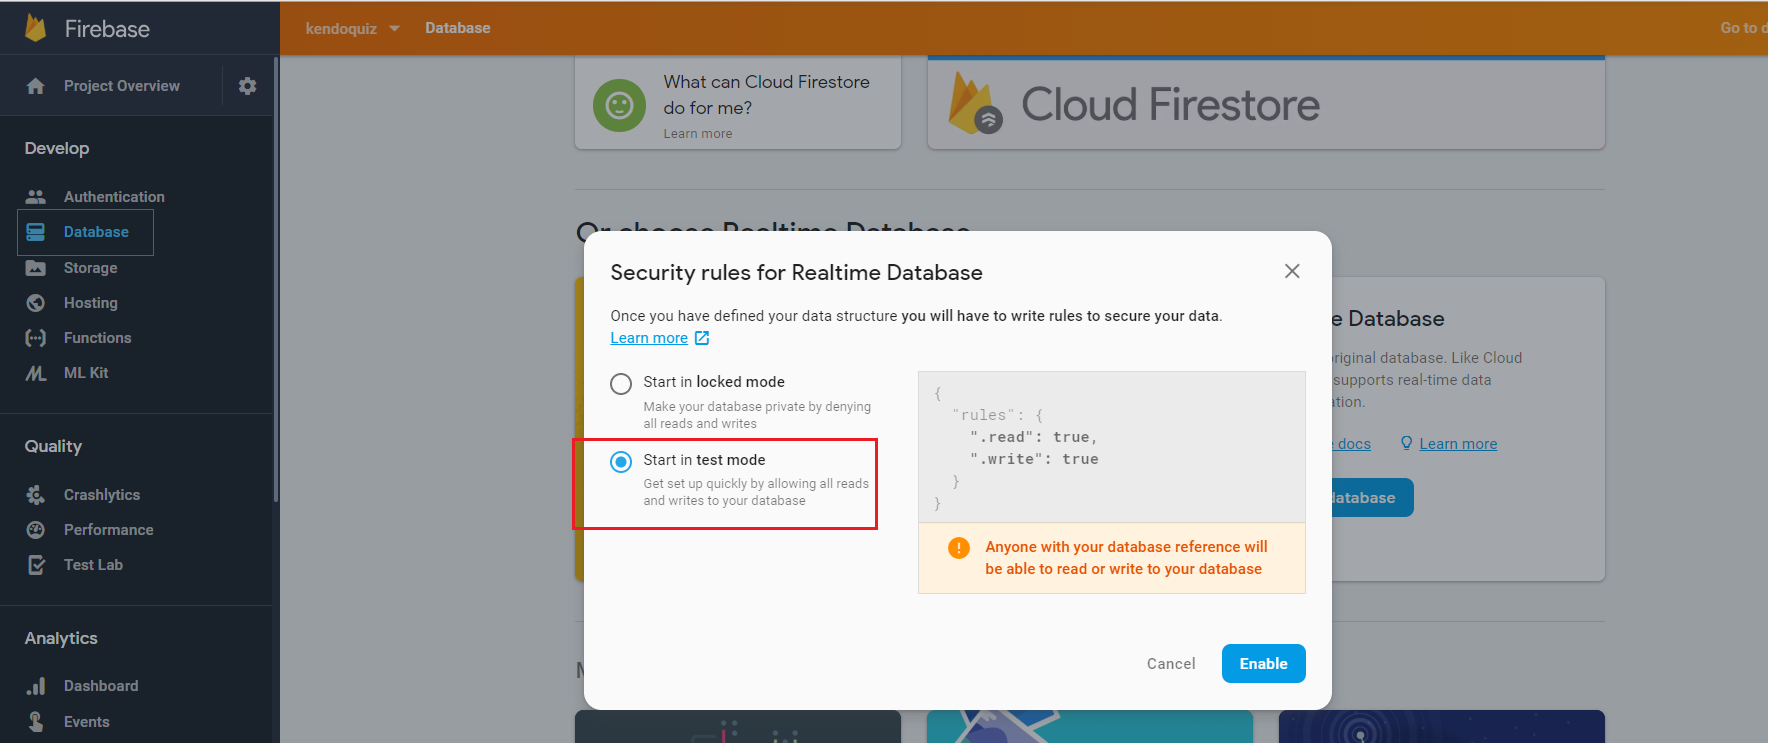 Firebase
kendoquiz
Database
Go to d
Project Overview
Develop
Authentication
Database
Storage
Hosting
Functions
ML Kit
Quality
Crashlytics
Performance
Test Lab
Analytics
Dashboard
Events
What can Cloud Firestore
do for me?
Learn more
Cloud Firestore
Or choose Realtime Database
Security rules for Realtime Database
Once you have defined your data structure you will have to write rules to secure your data.
Learn more
Start in locked mode
Make your database private by denying
all reads and writes
Start in test mode
Get set up quickly by allowing all reads
and writes to your database
{
"rules": {
".read": true,
".write": true
}
}
Anyone with your database reference will
be able to read or write to your database
Cancel
Enable
e Database
riginal database. Like Cloud
supports real-time data
ation.
e docs
Learn more
database